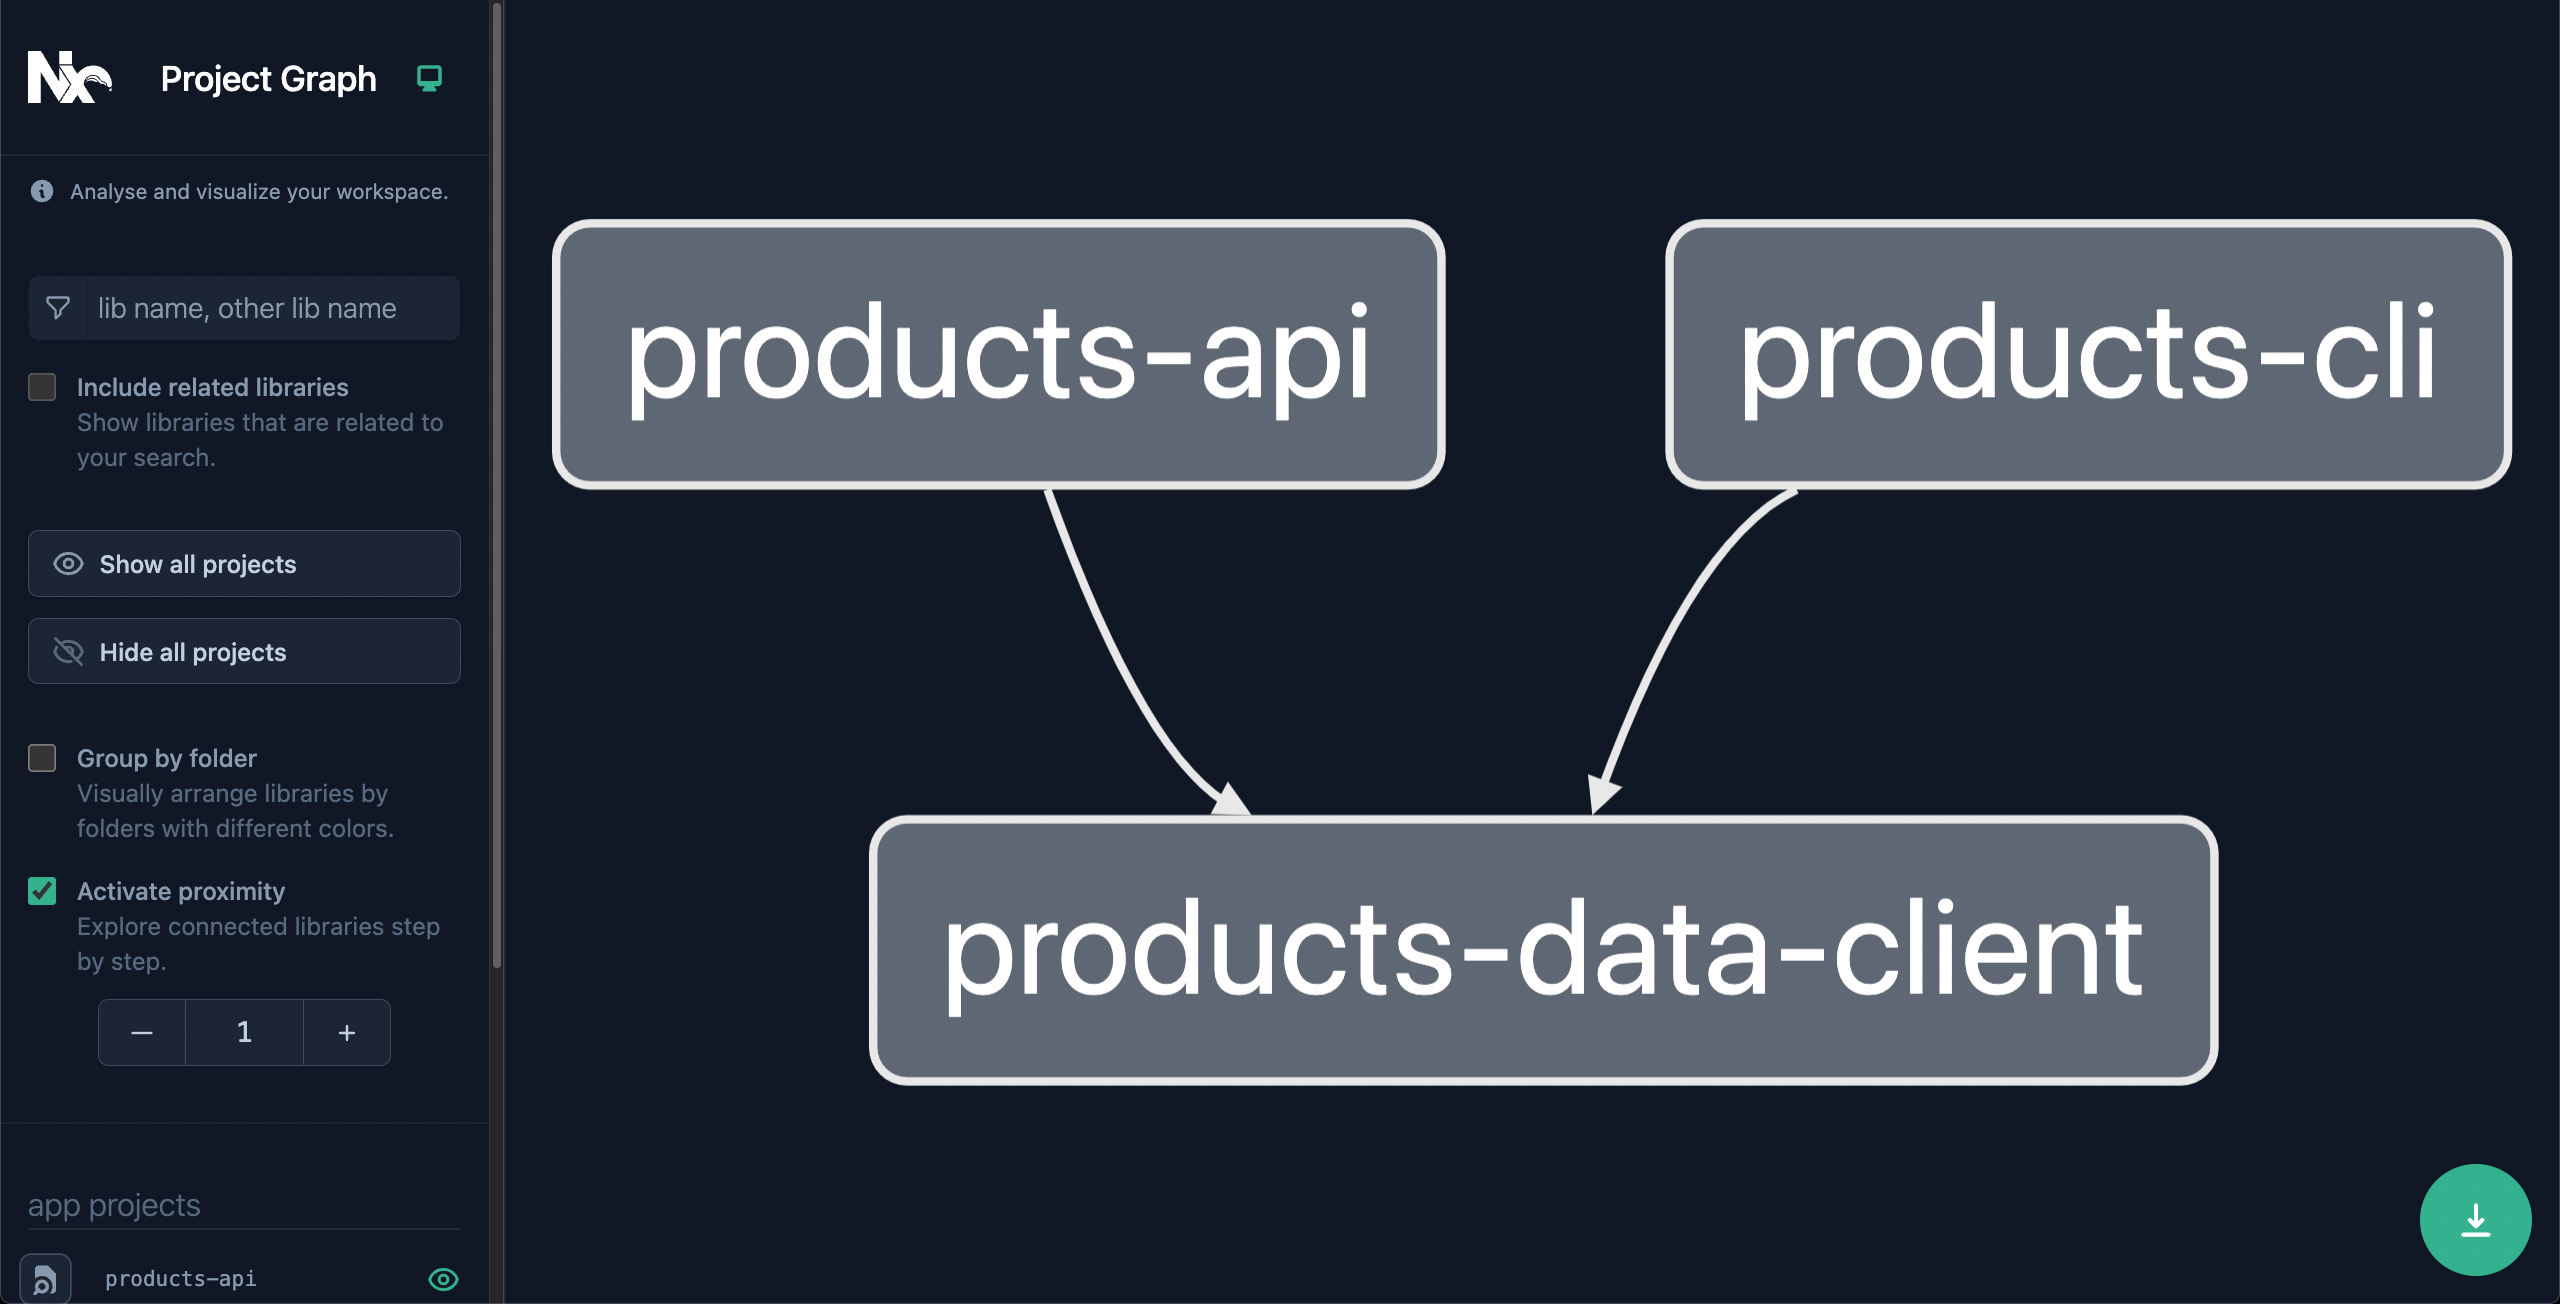 Nx
Project Graph
Analyse and visualize your workspace.
lib name, other lib name
Include related libraries
Show libraries that are related to
your search.
Show all projects
Hide all projects
Group by folder
Visually arrange libraries by
folders with different colors.
Activate proximity
Explore connected libraries step
by step.
1
app projects
products-api
products-api
products-cli
products-data-client